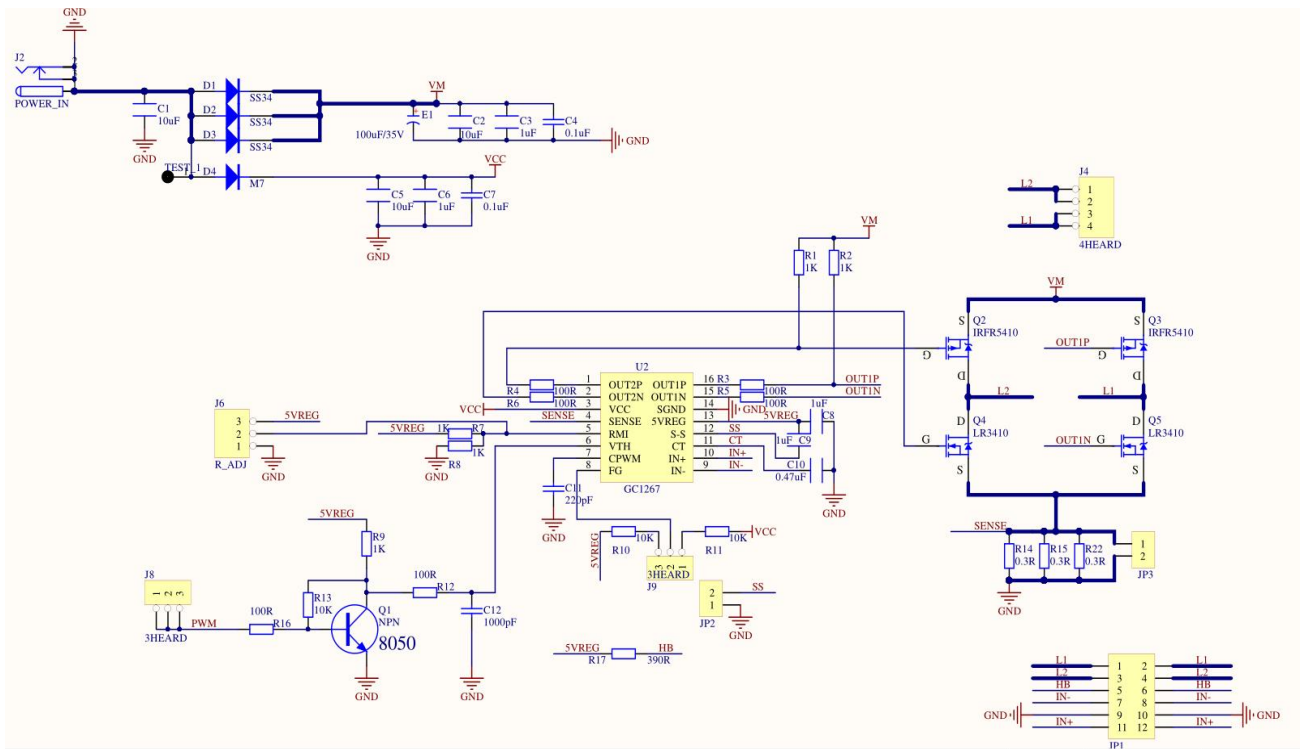 GND
J2
POWER_IN
C1
10uF
GND
D1
SS34
D2
SS34
D3
SS34
TEST_1
D4
M7
VM
E1
100uF/35V
C2
10uF
C3
1uF
C4
0.1uF
GND
VCC
C5
10uF
C6
1uF
C7
0.1uF
GND
J4
L2
L1
1
2
3
4
4HEARD
VM
R1
1K
R2
1K
VM
S
Q2
IRFR5410
G
D
S
Q3
IRFR5410
OUT1P
G
D
L2
L1
D
Q4
LR3410
G
S
D
Q5
LR3410
OUT1N
G
S
U2
1 OUT2P OUT1P 16
2 OUT2N OUT1N 15
3 VCC SGND 14
4 SENSE 5VREG 13
5 RMI S-S 12
6 VTH CT 11
7 CPWM IN+ 10
8 FG IN- 9
GC1267
R4
100R
R6
100R
VCC
SENSE
R3
100R
OUT1P
R5
100R
OUT1N
GND
5VREG
SS
CT
IN+
IN-
1uF
C8
1uF
C9
C10
0.47uF
GND
J6
3
2
1
5VREG
R_ADJ
GND
5VREG
1K
R7
R8
1K
GND
C11
220pF
GND
5VREG
R10
10K
R11
10K
VCC
3
2
1
3HEARD
J9
JP2
2
1
SS
GND
5VREG
R17
HB
390R
5VREG
R9
1K
J8
1
2
3
3HEARD
PWM
100R
R16
R13
10K
Q1
NPN
8050
GND
100R
R12
C12
1000pF
GND
SENSE
R14
0.3R
R15
0.3R
R22
0.3R
GND
1
2
JP3
L1 1 2 L1
L2 3 4 L2
HB 5 6 HB
IN- 7 8 IN-
GND 9 10 GND
IN+ 11 12 IN+
JP1